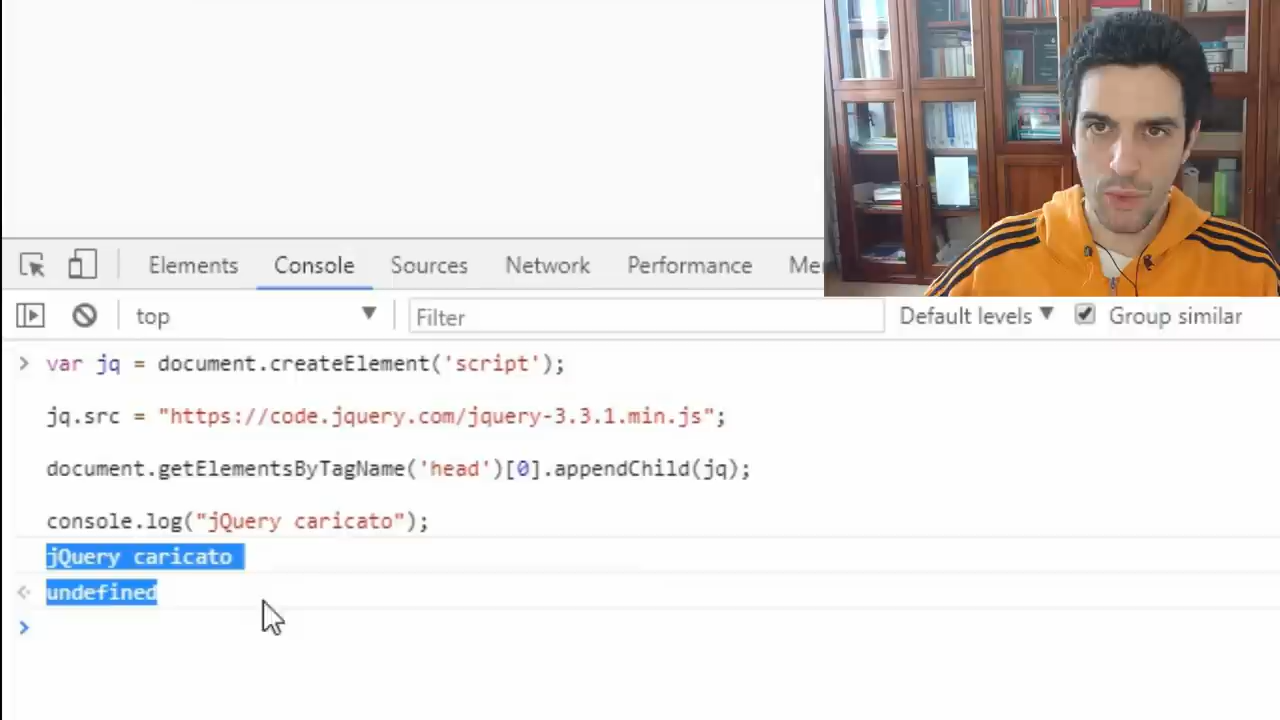 Elements Console Sources Network Performance Me
top Filter Default levels Group similar
var jq = document.createElement('script');
jq.src = "https://code.jquery.com/jquery-3.3.1.min.js";
document.getElementsByTagName('head')[0].appendChild(jq);
console.log("jQuery caricato");
jQuery caricato
undefined